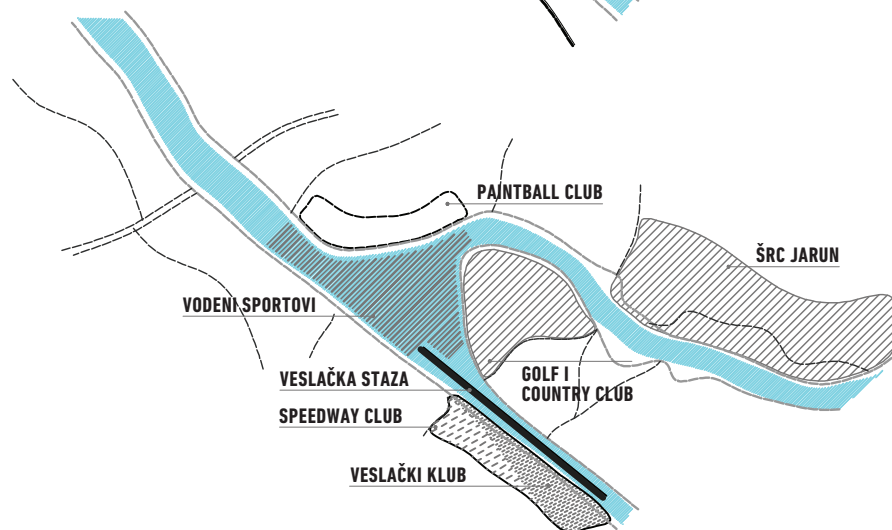 PAINTBALL CLUB
ŠRC JARUN
VODENI SPORTOVI
VESLAČKA STAZA
GOLF I
COUNTRY CLUB
SPEEDWAY CLUB
VESLAČKI KLUB